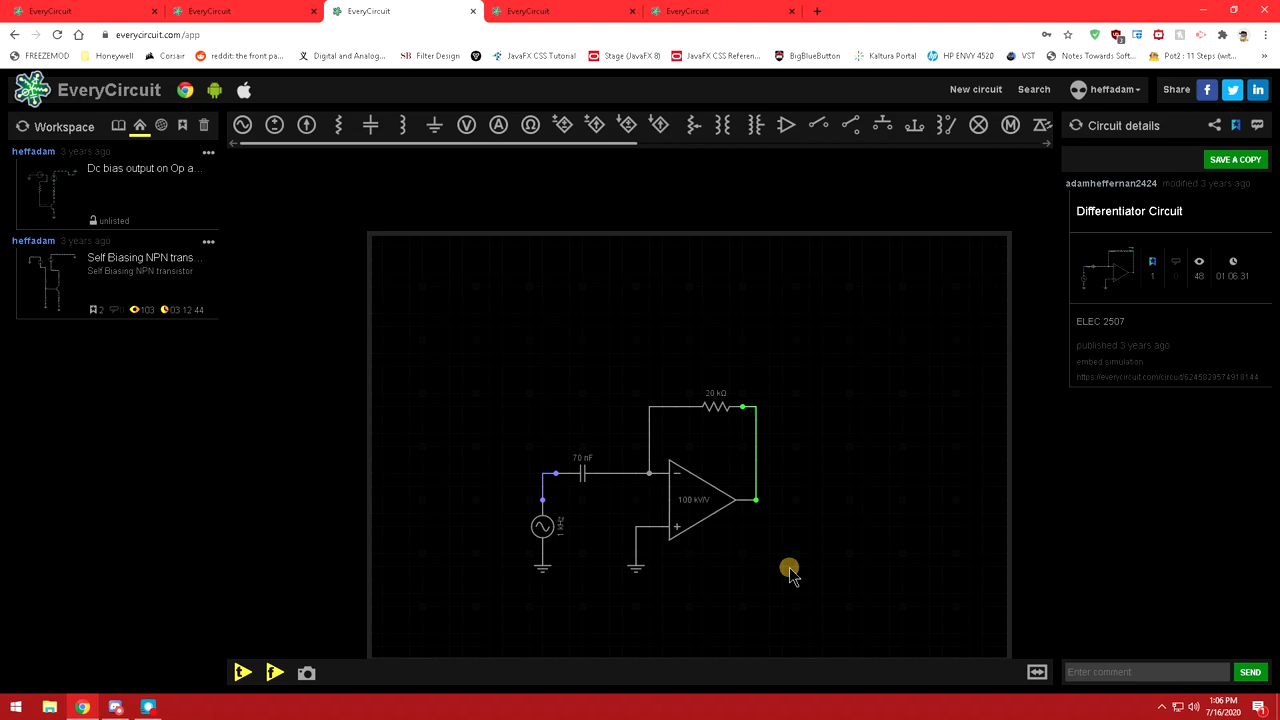 EveryCircuit
EveryCircuit
EveryCircuit
EveryCircuit
EveryCircuit
everycircuit.com/app
FREEZEMOD
Honeywell
Corsair
reddit: the front pa...
Digital and Analog...
SB Filter Design
JavaFX CSS Tutorial
Stage (JavaFX 8)
JavaFX CSS Referen...
BigBlueButton
Kaltura Portal
HP ENVY 4520
VST
Notes Towards Soft...
Pot2 : 11 Steps (wit...
EveryCircuit
New circuit
Search
heffadam
Share
Workspace
Circuit details
SAVE A COPY
heffadam 3 years ago
Dc bias output on Op a...
unlisted
heffadam 3 years ago
Self Biasing NPN trans...
Self Biasing NPN transistor
2 0 103 03 12 44
adamheffernan2424 modified 3 years ago
Differentiator Circuit
1 0 48 01 06 31
ELEC 2507
published 3 years ago
embed simulation
https://everycircuit.com/circuit/6245829574918144
20 kΩ
70 nF
1 kHz
100 kV/V
−
+
t
f
Enter comment
SEND
1:06 PM
7/16/2020